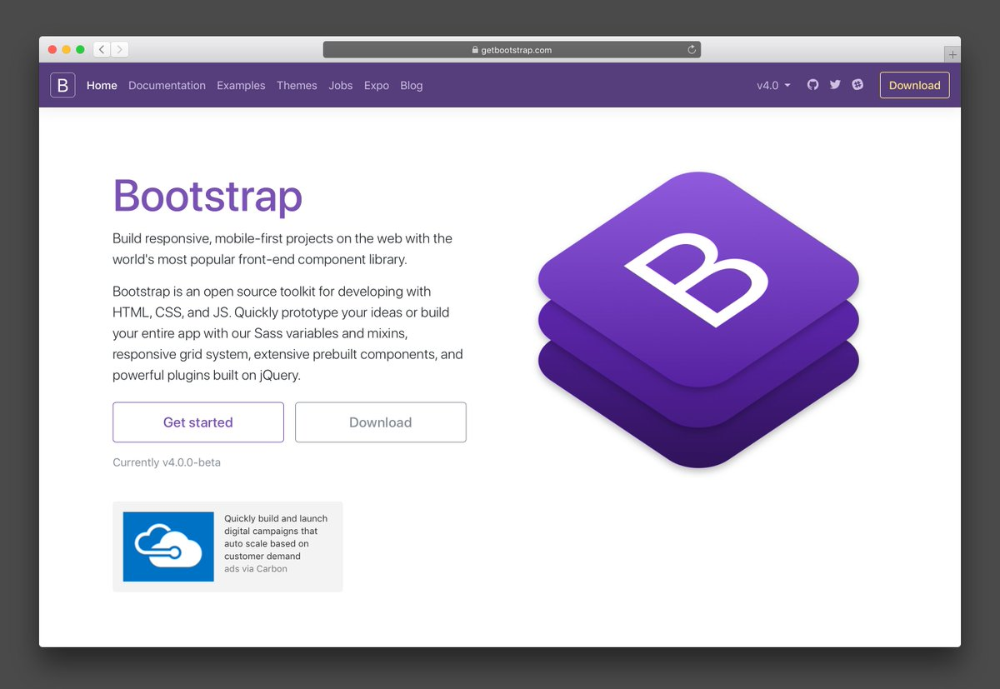 getbootstrap.com
B Home Documentation Examples Themes Jobs Expo Blog v4.0 Download
Bootstrap
Build responsive, mobile-first projects on the web with the
world's most popular front-end component library.
Bootstrap is an open source toolkit for developing with
HTML, CSS, and JS. Quickly prototype your ideas or build
your entire app with our Sass variables and mixins,
responsive grid system, extensive prebuilt components, and
powerful plugins built on jQuery.
Get started Download
Currently v4.0.0-beta
Quickly build and launch
digital campaigns that
auto scale based on
customer demand
ads via Carbon
B